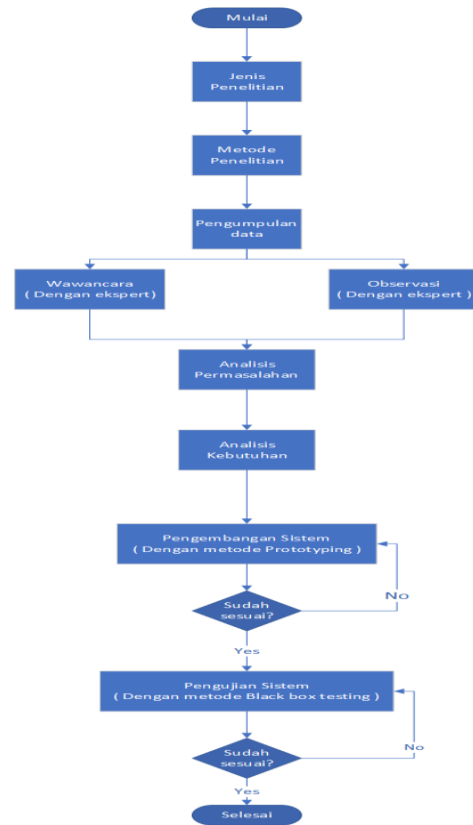 Mulai
Jenis
Penelitian
Metode
Penelitian
Pengumpulan
data
Wawancara
( Dengan ekspert)
Observasi
( Dengan ekspert )
Analisis
Permasalahan
Analisis
Kebutuhan
Pengembangan Sistem
( Dengan metode Prototyping )
No
Sudah
sesuai?
Yes
Pengujian Sistem
( Dengan metode Black box testing )
No
Sudah
sesuai?
Yes
Selesai